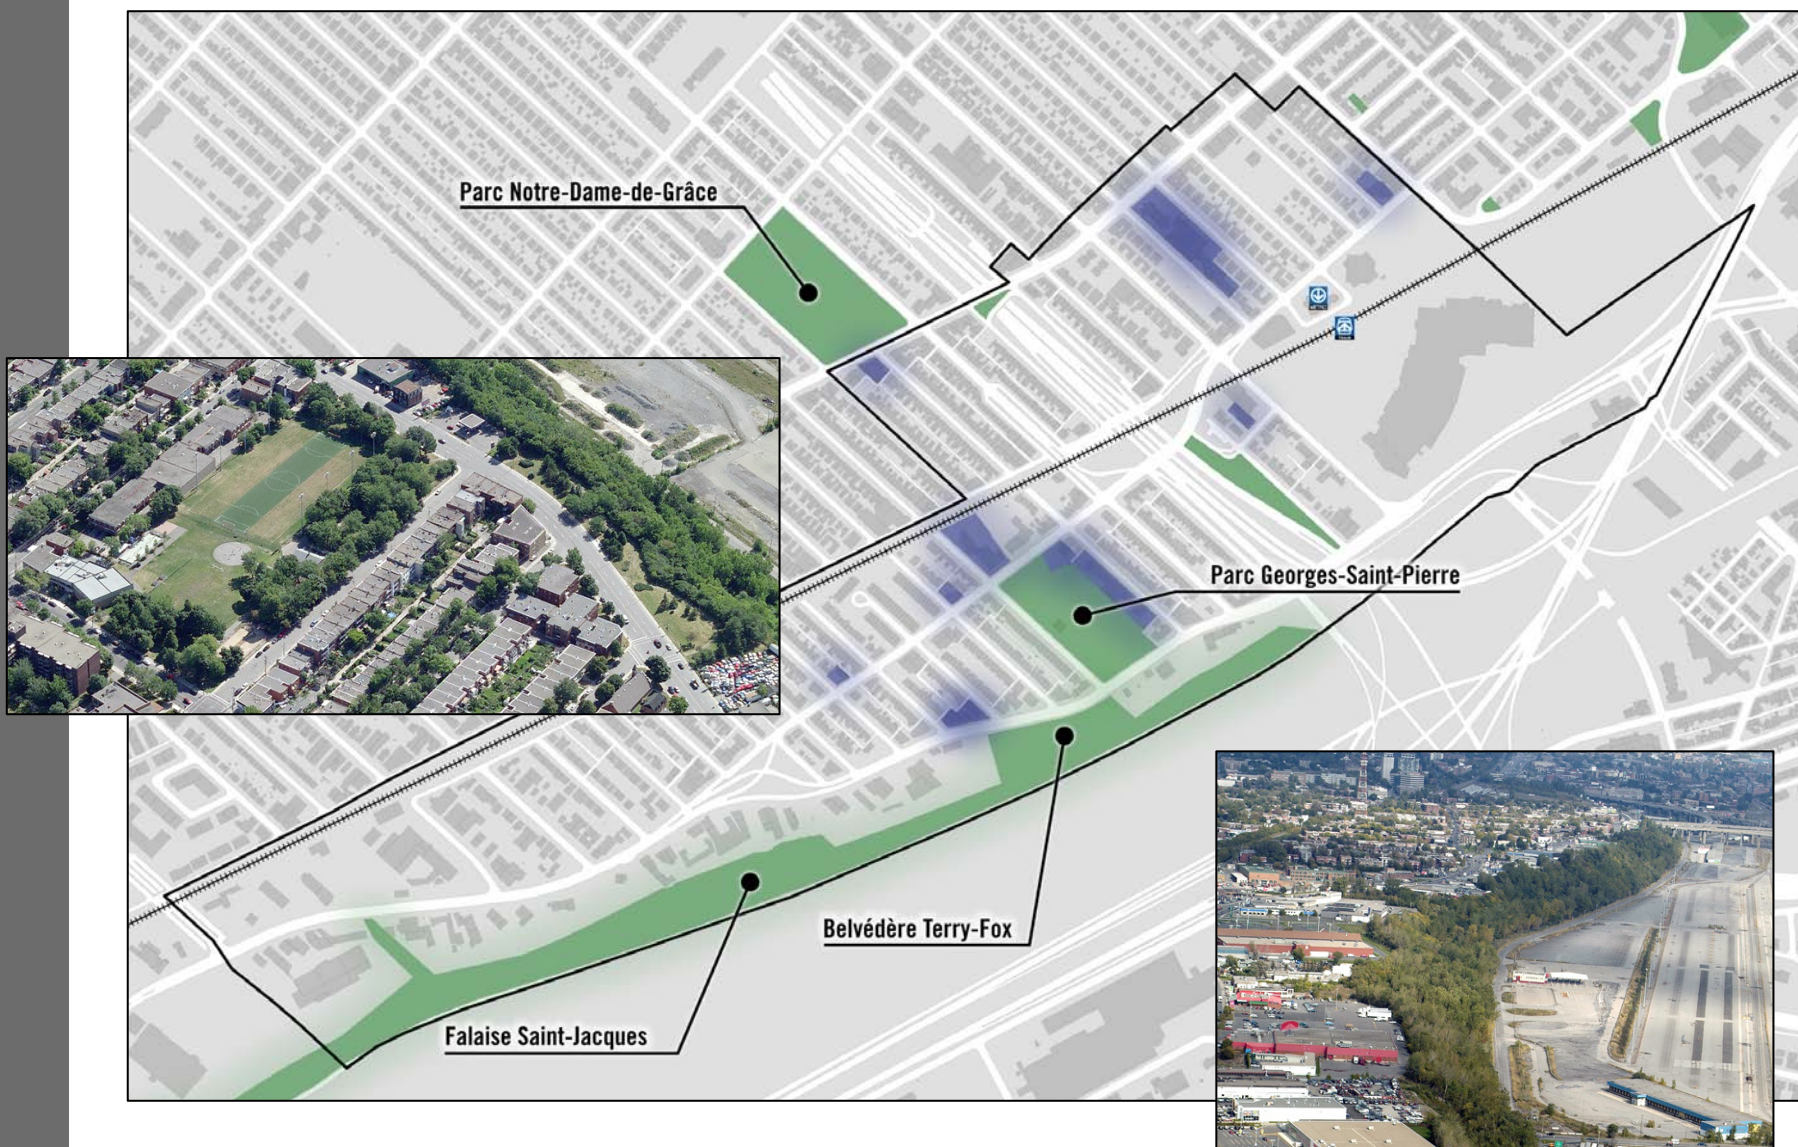 Parc Notre-Dame-de-Grâce
Parc Georges-Saint-Pierre
Belvédère Terry-Fox
Falaise Saint-Jacques